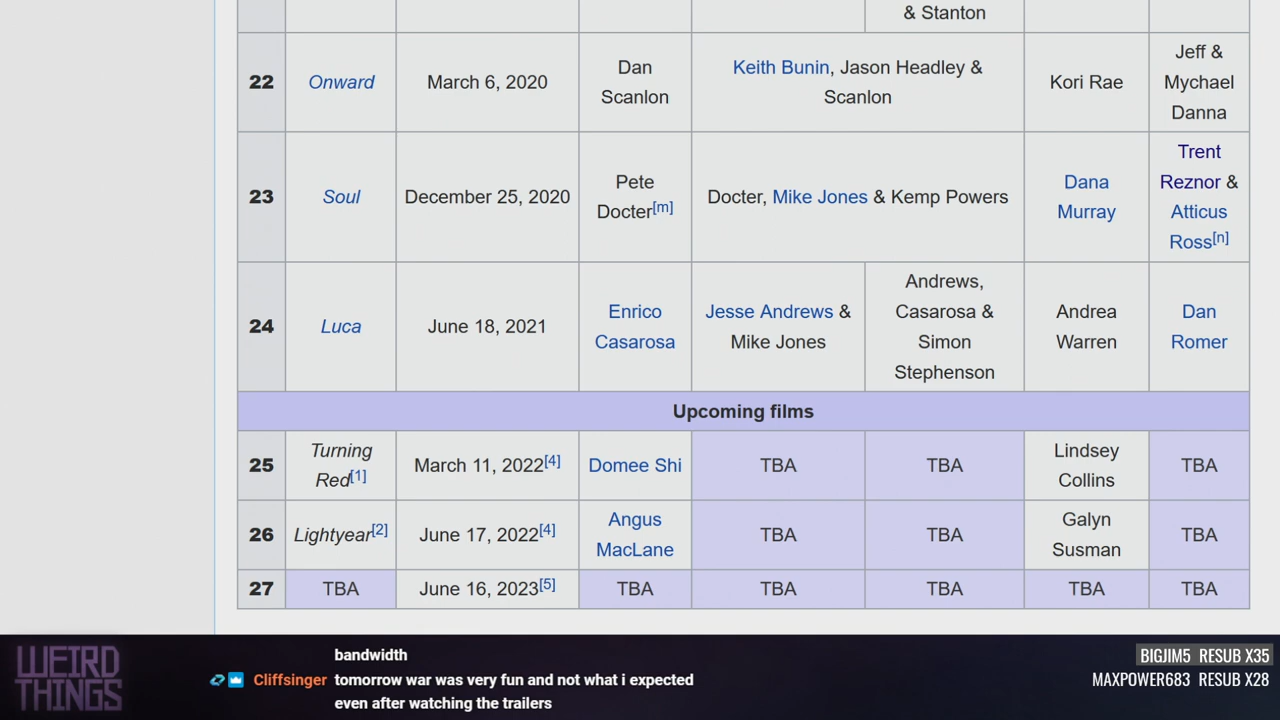 & Stanton
22
Onward
March 6, 2020
Dan
Scanlon
Keith Bunin, Jason Headley &
Scanlon
Kori Rae
Jeff &
Mychael
Danna
23
Soul
December 25, 2020
Pete
Docter[m]
Docter, Mike Jones & Kemp Powers
Dana
Murray
Trent
Reznor &
Atticus
Ross[n]
24
Luca
June 18, 2021
Enrico
Casarosa
Jesse Andrews &
Mike Jones
Andrews,
Casarosa &
Simon
Stephenson
Andrea
Warren
Dan
Romer
Upcoming films
25
Turning
Red[1]
March 11, 2022[4]
Domee Shi
TBA
TBA
Lindsey
Collins
TBA
26
Lightyear[2]
June 17, 2022[4]
Angus
MacLane
TBA
TBA
Galyn
Susman
TBA
27
TBA
June 16, 2023[5]
TBA
TBA
TBA
TBA
TBA
WEIRD
THINGS
bandwidth
Cliffsinger tomorrow war was very fun and not what i expected
even after watching the trailers
BIGJIM5 RESUB X35
MAXPOWER683 RESUB X28